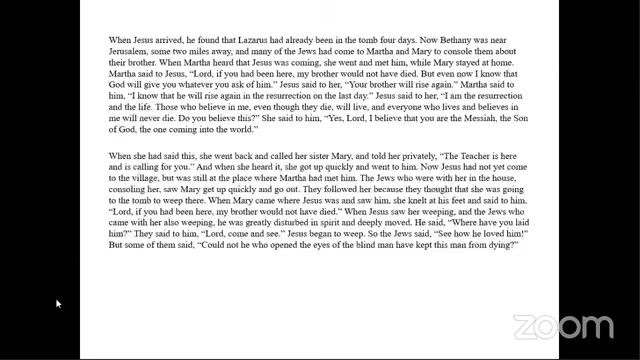 When Jesus arrived, he found that Lazarus had already been in the tomb four days. Now Bethany was near
Jerusalem, some two miles away, and many of the Jews had come to Martha and Mary to console them about
their brother. When Martha heard that Jesus was coming, she went and met him, while Mary stayed at home.
Martha said to Jesus, “Lord, if you had been here, my brother would not have died. But even now I know that
God will give you whatever you ask of him.” Jesus said to her, “Your brother will rise again.” Martha said to
him, “I know that he will rise again in the resurrection on the last day.” Jesus said to her, “I am the resurrection
and the life. Those who believe in me, even though they die, will live, and everyone who lives and believes in
me will never die. Do you believe this?” She said to him, “Yes, Lord, I believe that you are the Messiah, the Son
of God, the one coming into the world.”
When she had said this, she went back and called her sister Mary, and told her privately, “The Teacher is here
and is calling for you.” And when she heard it, she got up quickly and went to him. Now Jesus had not yet come
to the village, but was still at the place where Martha had met him. The Jews who were with her in the house,
consoling her, saw Mary get up quickly and go out. They followed her because they thought that she was going
to the tomb to weep there. When Mary came where Jesus was and saw him, she knelt at his feet and said to him,
“Lord, if you had been here, my brother would not have died.” When Jesus saw her weeping, and the Jews who
came with her also weeping, he was greatly disturbed in spirit and deeply moved. He said, “Where have you laid
him?” They said to him, “Lord, come and see.” Jesus began to weep. So the Jews said, “See how he loved him!”
But some of them said, “Could not he who opened the eyes of the blind man have kept this man from dying?”
zoom